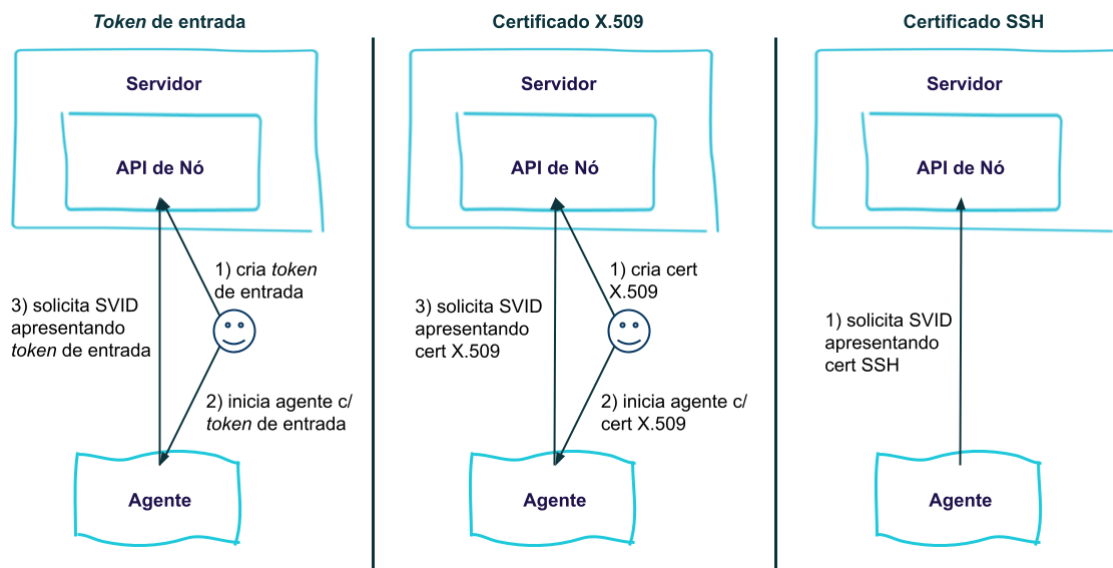 Token de entrada
Servidor
API de Nó
1) cria token
de entrada
3) solicita SVID
apresentando
token de entrada
2) inicia agente c/
token de entrada
Agente
Certificado X.509
Servidor
API de Nó
1) cria cert
X.509
3) solicita SVID
apresentando
cert X.509
2) inicia agente c/
cert X.509
Agente
Certificado SSH
Servidor
API de Nó
1) solicita SVID
apresentando
cert SSH
Agente